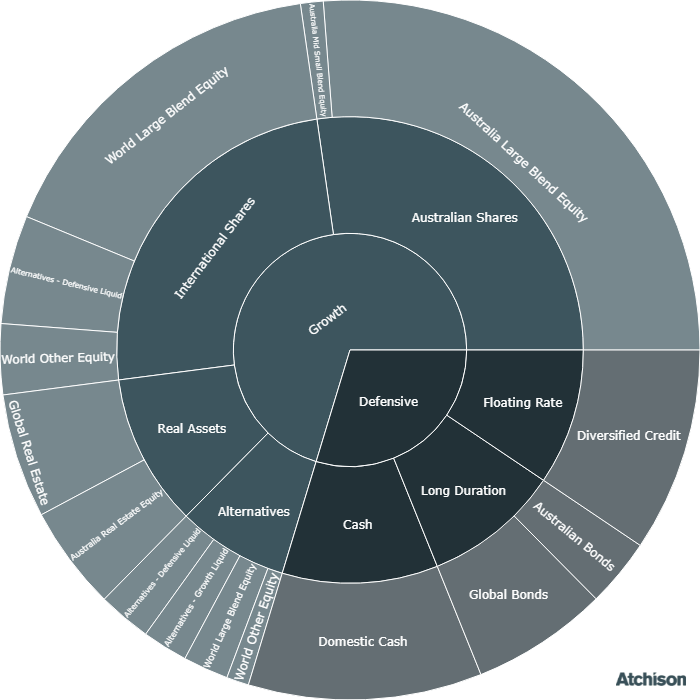 Growth
Defensive
Australian Shares
International Shares
Real Assets
Alternatives
Cash
Long Duration
Floating Rate
Australia Large Blend Equity
Australia Mid Small Blend Equity
World Large Blend Equity
Alternatives - Defensive Liquid
World Other Equity
Global Real Estate
Australia Real Estate Equity
Alternatives - Defensive Liquid
Alternatives - Growth Liquid
World Large Blend Equity
World Other Equity
Domestic Cash
Global Bonds
Australian Bonds
Diversified Credit
Atchison